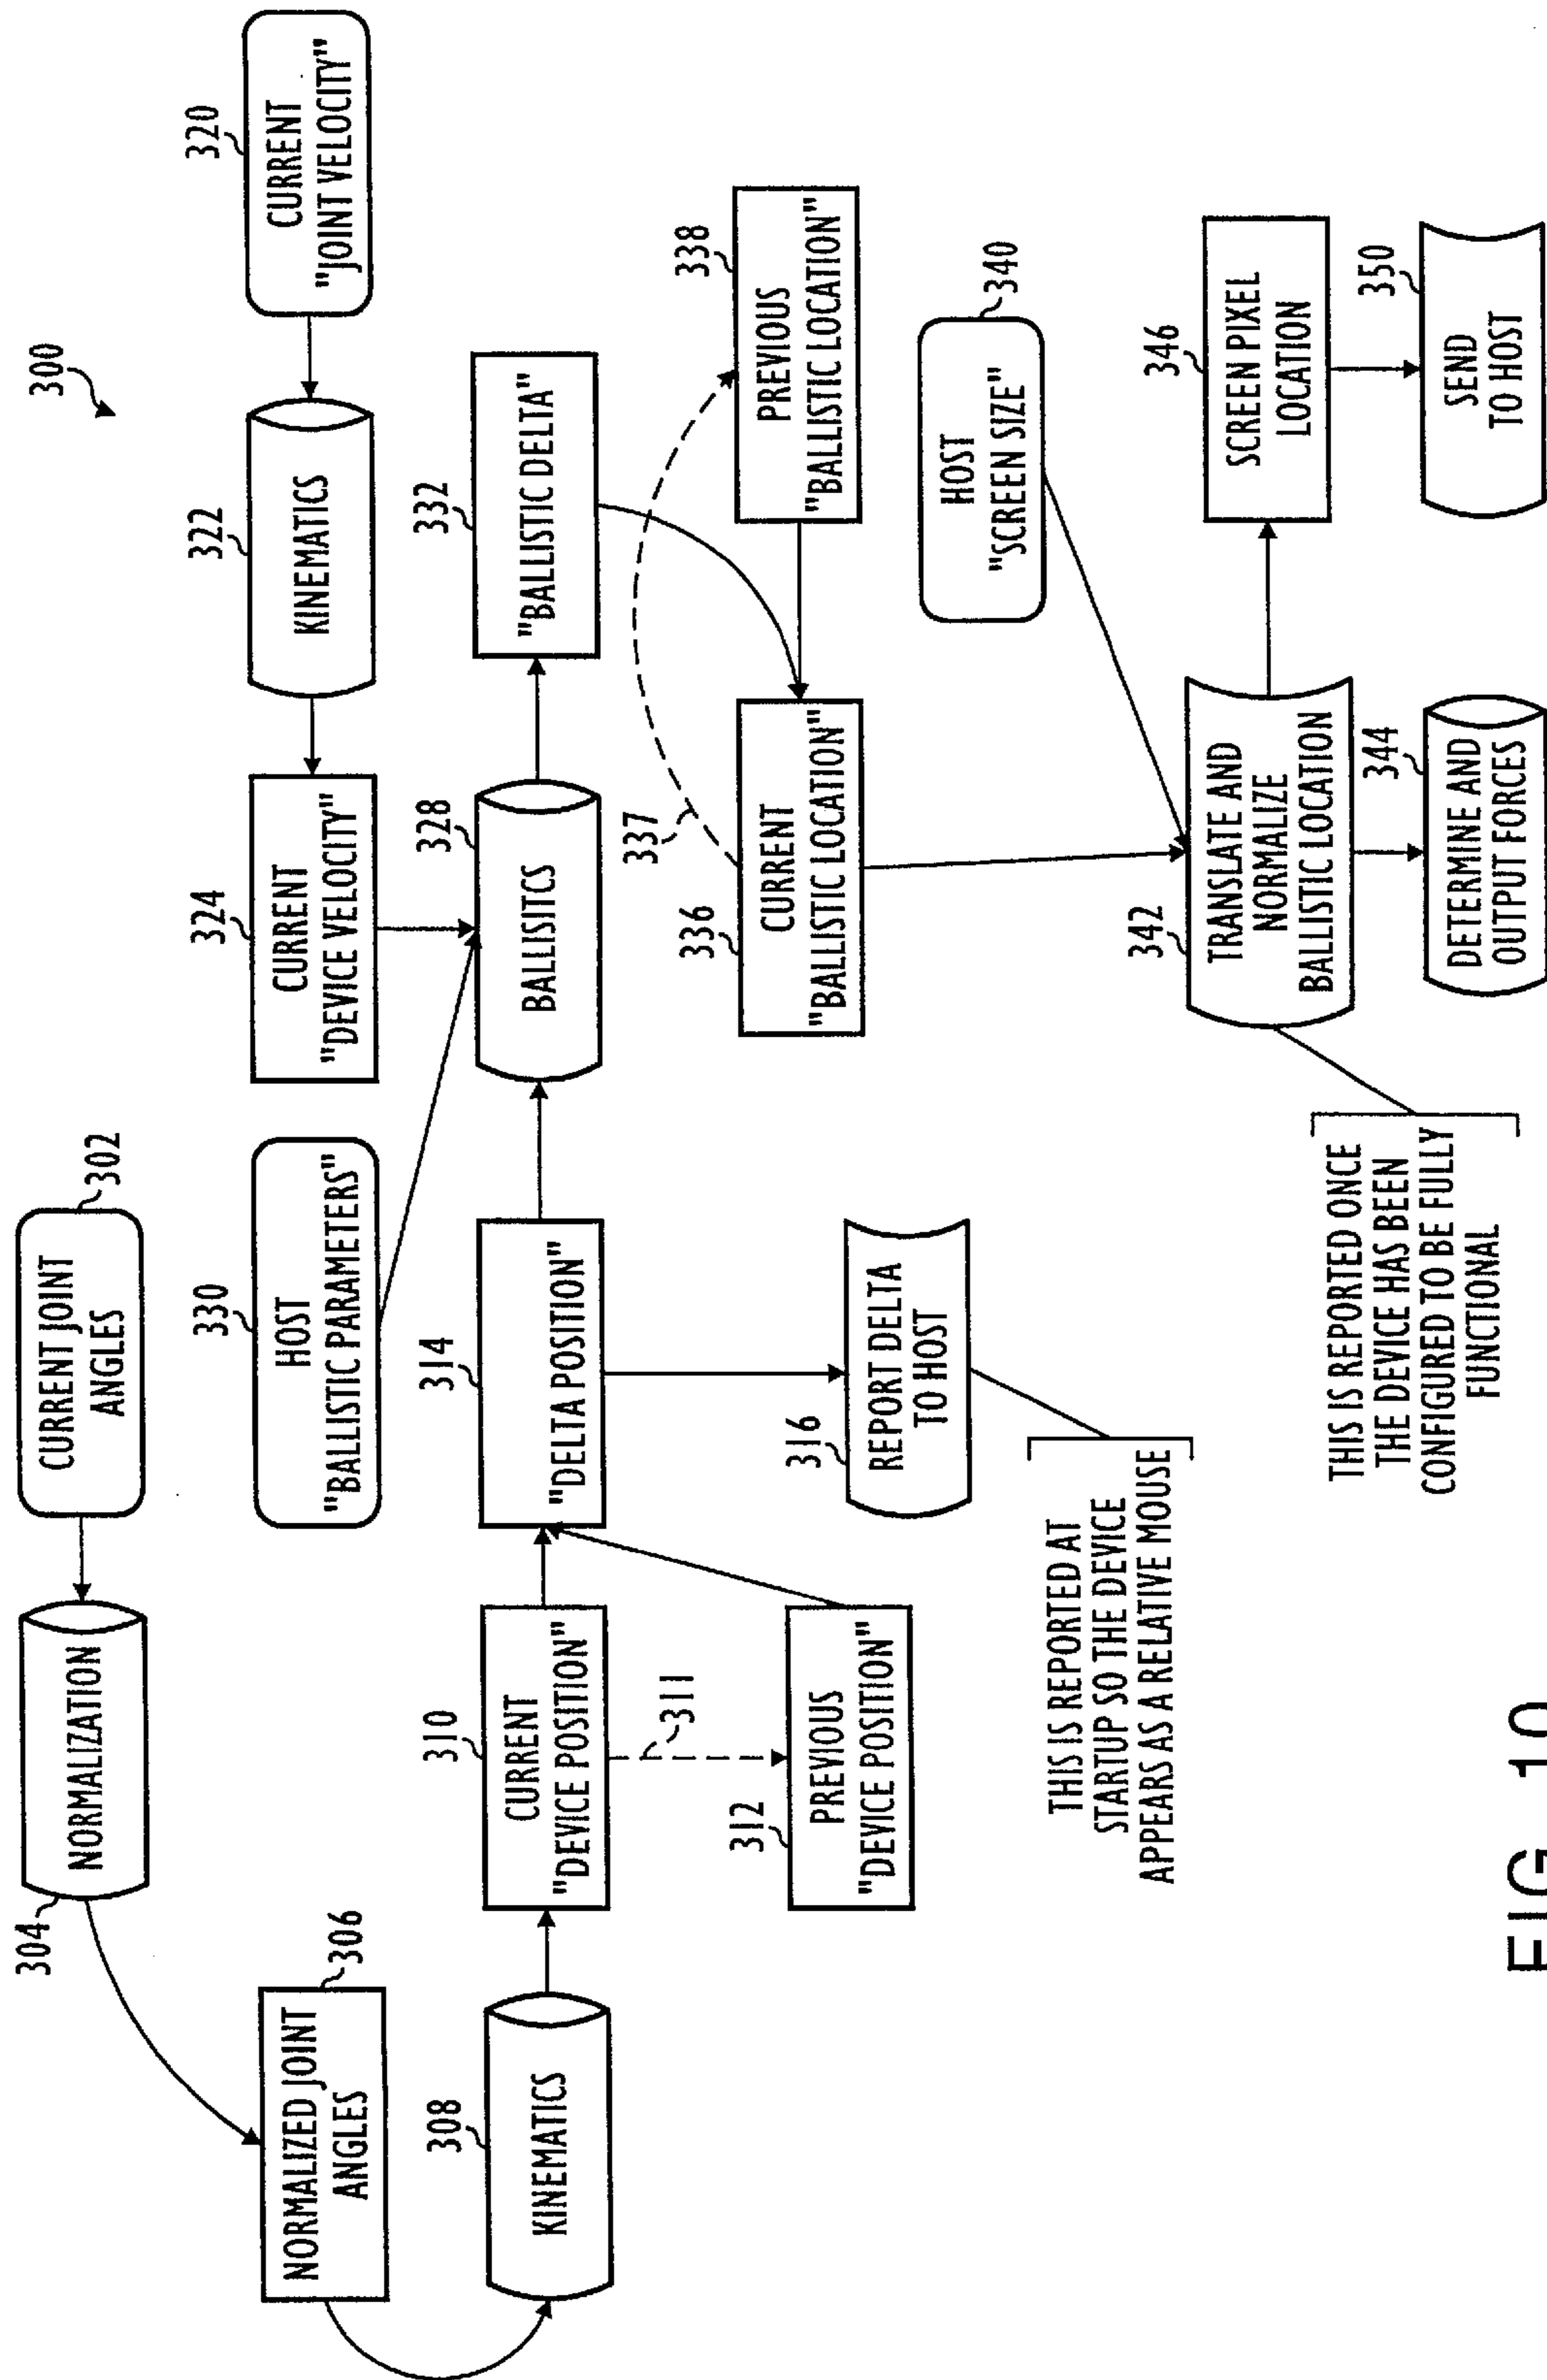 300
302
CURRENT JOINT
ANGLES
304
NORMALIZATION
306
NORMALIZED JOINT
ANGLES
308
KINEMATICS
310
CURRENT
"DEVICE POSITION"
311
312
PREVIOUS
"DEVICE POSITION"
314
"DELTA POSITION"
316
REPORT DELTA
TO HOST
THIS IS REPORTED AT
STARTUP SO THE DEVICE
APPEARS AS A RELATIVE MOUSE
320
CURRENT
"JOINT VELOCITY"
322
KINEMATICS
324
CURRENT
"DEVICE VELOCITY"
330
HOST
"BALLISTIC PARAMETERS"
328
BALLISITCS
332
"BALLISTIC DELTA"
336
CURRENT
"BALLISTIC LOCATION"
337
338
PREVIOUS
"BALLISTIC LOCATION"
340
HOST
"SCREEN SIZE"
342
TRANSLATE AND
NORMALIZE
BALLISTIC LOCATION
THIS IS REPORTED ONCE
THE DEVICE HAS BEEN
CONFIGURED TO BE FULLY
FUNCTIONAL
344
DETERMINE AND
OUTPUT FORCES
346
SCREEN PIXEL
LOCATION
350
SEND
TO HOST
FIG. 10